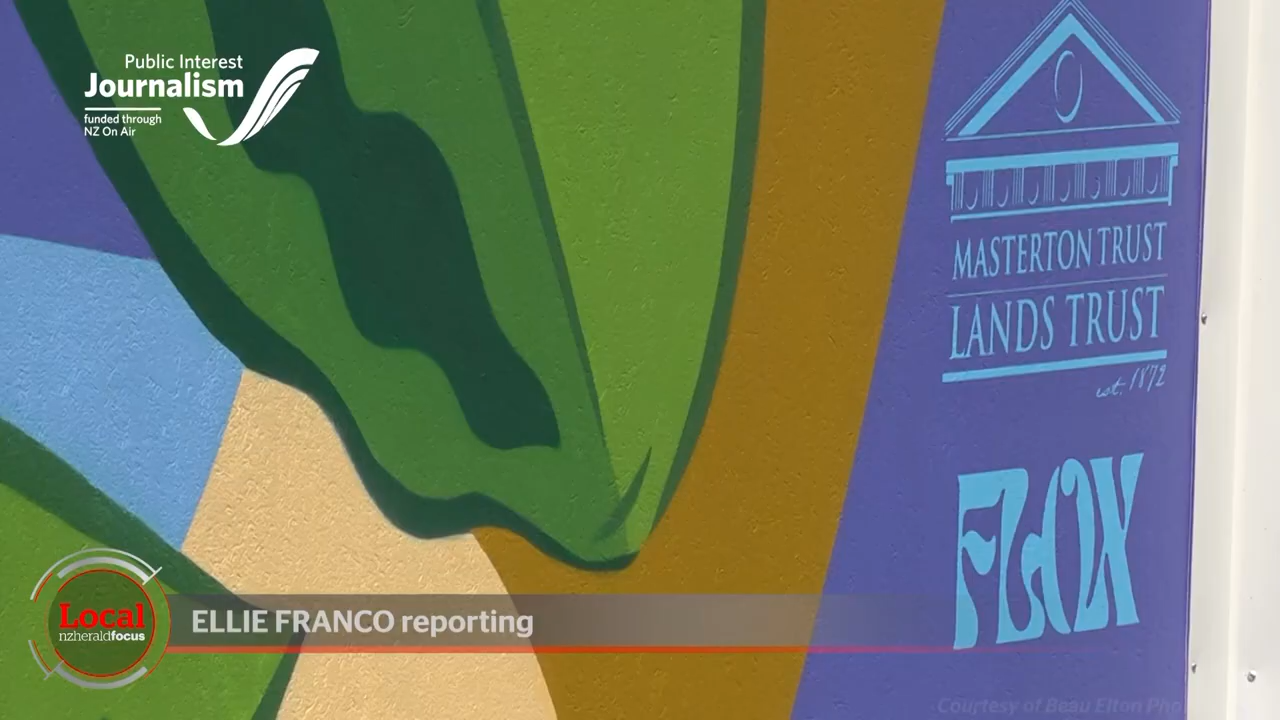 Public Interest
Journalism
funded through
NZ On Air
MASTERTON TRUST
LANDS TRUST
est. 1872
FLOX
Local
nzheraldfocus
ELLIE FRANCO reporting
Courtesy of Beau Elton Pho